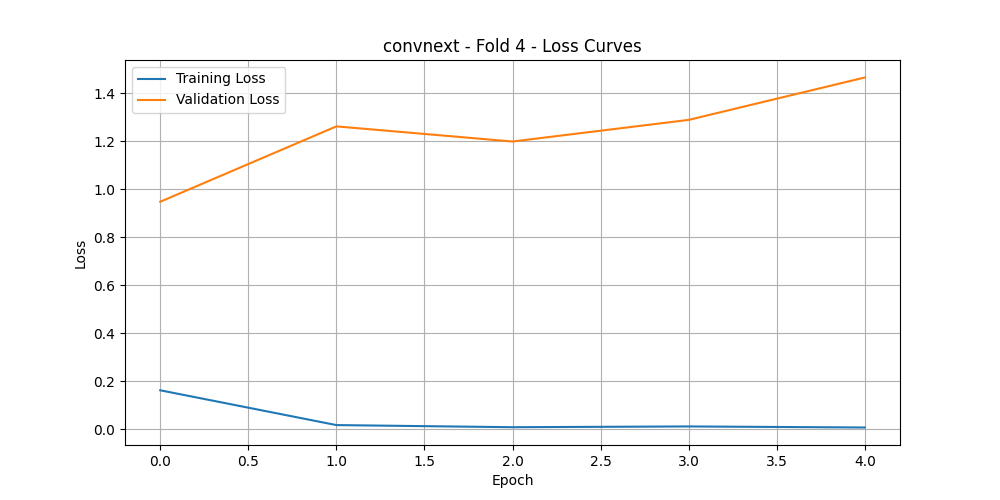 convnext - Fold 4 - Loss Curves
Training Loss
Validation Loss
1.4
1.2
1.0
0.8
0.6
0.4
0.2
0.0
Loss
0.0 0.5 1.0 1.5 2.0 2.5 3.0 3.5 4.0
Epoch